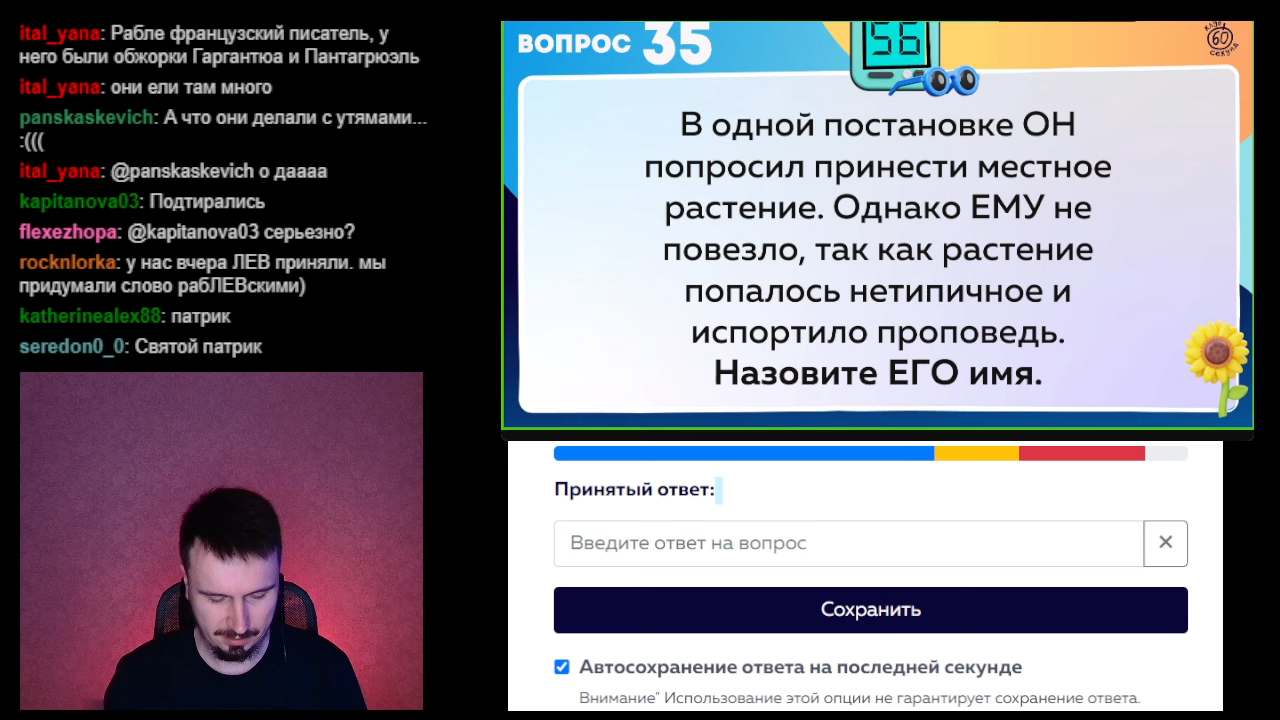 ital_yana: Рабле французский писатель, у
него были обжорки Гаргантюа и Пантагрюэль
ital_yana: они ели там много
panskaskevich: А что они делали с утямами...
:(((
ital_yana: @panskaskevich о даааа
kapitanova03: Подтирались
flexezhopa: @kapitanova03 серьезно?
rocknlorka: у нас вчера ЛЕВ приняли. мы
придумали слово рабЛЕВскими)
katherinealex88: патрик
seredon0_0: Святой патрик
ВОПРОС 35
56
КЛУБ
60
СЕКУНД
В одной постановке ОН
попросил принести местное
растение. Однако ЕМУ не
повезло, так как растение
попалось нетипичное и
испортило проповедь.
Назовите ЕГО имя.
Принятый ответ:
Введите ответ на вопрос
×
Сохранить
Автосохранение ответа на последней секунде
Внимание" Использование этой опции не гарантирует сохранение ответа.